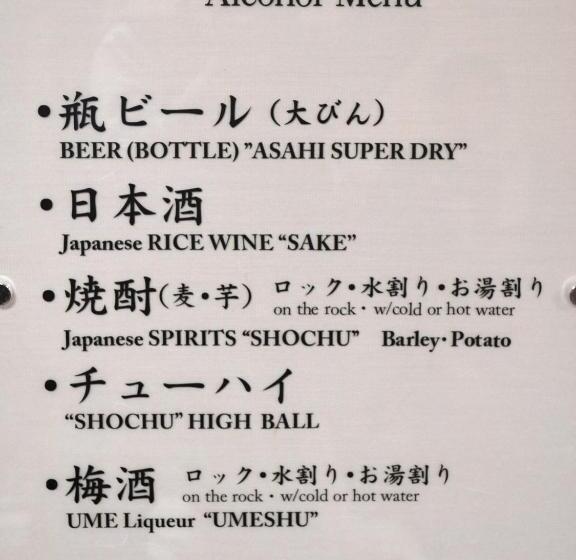 Alcohol Menu
•瓶ビール（大びん）
BEER (BOTTLE) ”ASAHI SUPER DRY”
•日本酒
Japanese RICE WINE “SAKE”
•焼酎(麦・芋) ロック・水割り・お湯割り
on the rock・w/cold or hot water
Japanese SPIRITS “SHOCHU” Barley・Potato
•チューハイ
“SHOCHU” HIGH BALL
•梅酒 ロック・水割り・お湯割り
on the rock・w/cold or hot water
UME Liqueur “UMESHU”